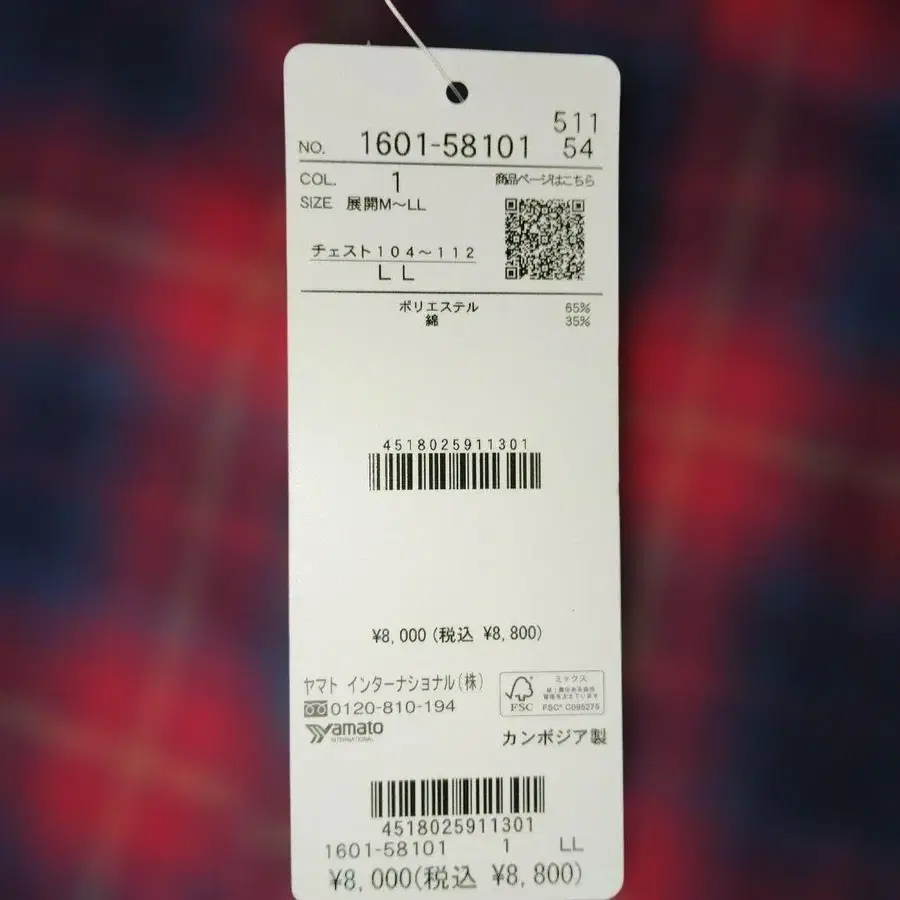 511
NO. 1601-58101 54
COL. 1 商品ページはこちら
SIZE 展開M〜LL
チェスト104〜112
LL
ポリエステル 65%
綿 35%
4518025911301
¥8,000(税込 ¥8,800)
ヤマト インターナショナル(株)
0120-810-194
Yamato
INTERNATIONAL
ミックス
FSC
FSC® C095275
カンボジア製
4518025911301
1601-58101 1 LL
¥8,000(税込 ¥8,800)